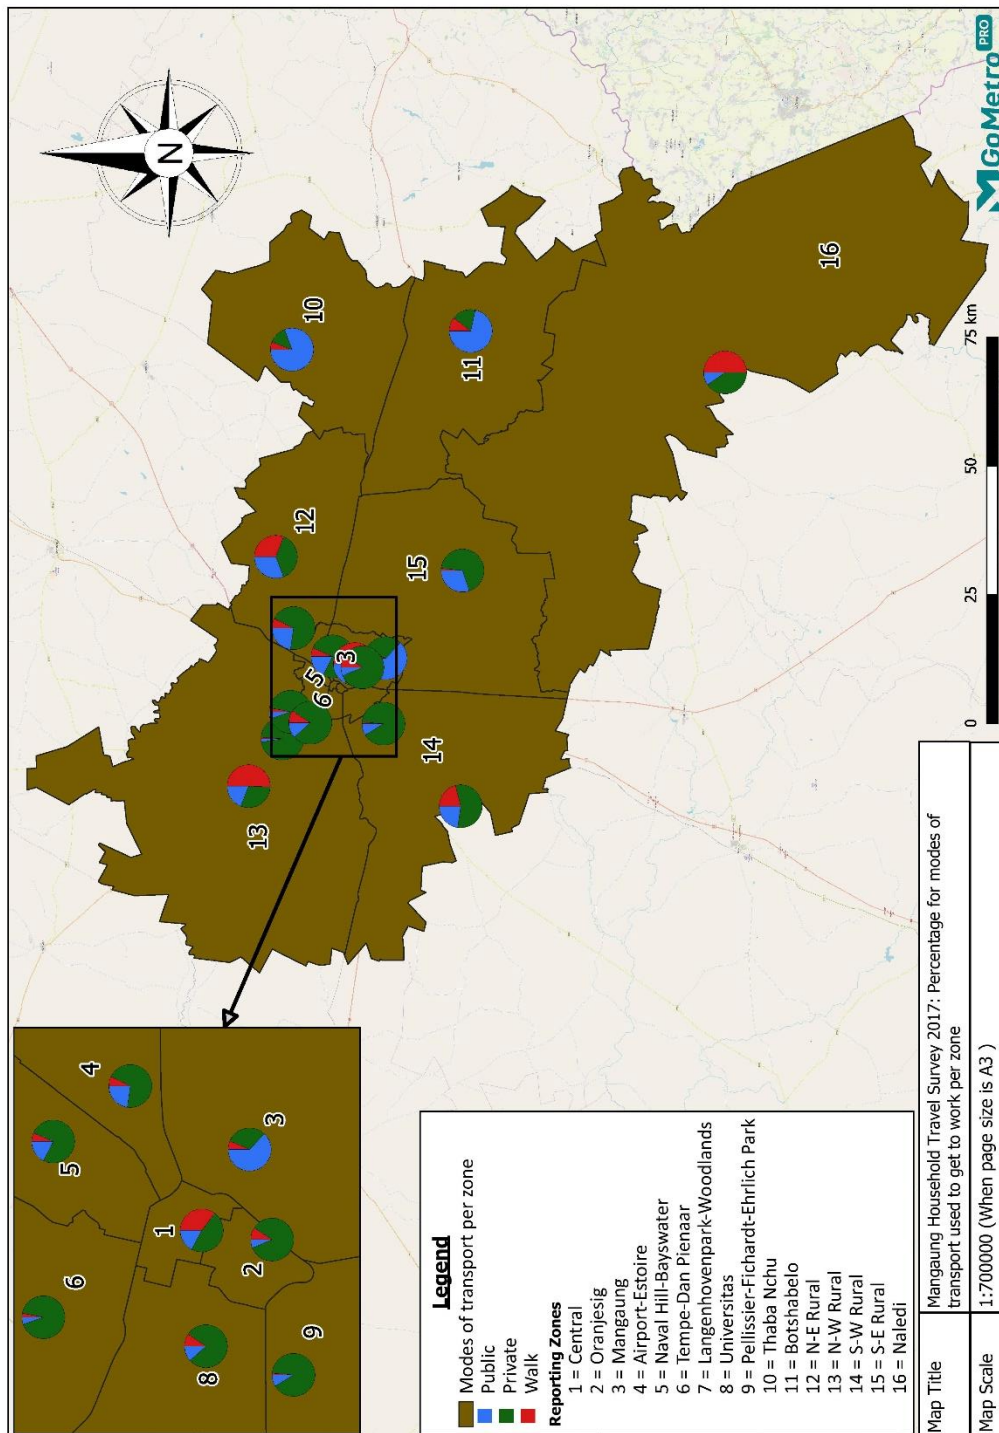 N
10
11
12
13
14
15
16
5
3
6
4
5
6
3
1
2
8
9
0
25
50
75 km
Legend
Modes of transport per zone
Public
Private
Walk
Reporting Zones
1 = Central
2 = Oranjesig
3 = Mangaung
4 = Airport-Estoire
5 = Naval Hill-Bayswater
6 = Tempe-Dan Pienaar
7 = Langenhovenpark-Woodlands
8 = Universitas
9 = Pellissier-Fichardt-Ehrlich Park
10 = Thaba Nchu
11 = Botshabelo
12 = N-E Rural
13 = N-W Rural
14 = S-W Rural
15 = S-E Rural
16 = Naledi
Map Title
Mangaung Household Travel Survey 2017: Percentage for modes of
transport used to get to work per zone
Map Scale
1:700000 (When page size is A3 )
GoMetro PRO